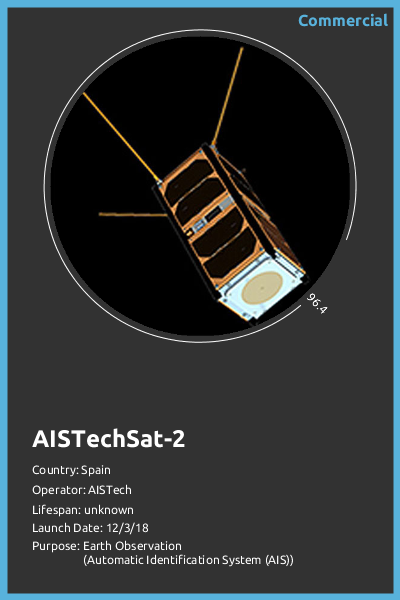 Commercial
96.4
AISTechSat-2
Country: Spain
Operator: AISTech
Lifespan: unknown
Launch Date: 12/3/18
Purpose: Earth Observation
(Automatic Identification System (AIS))